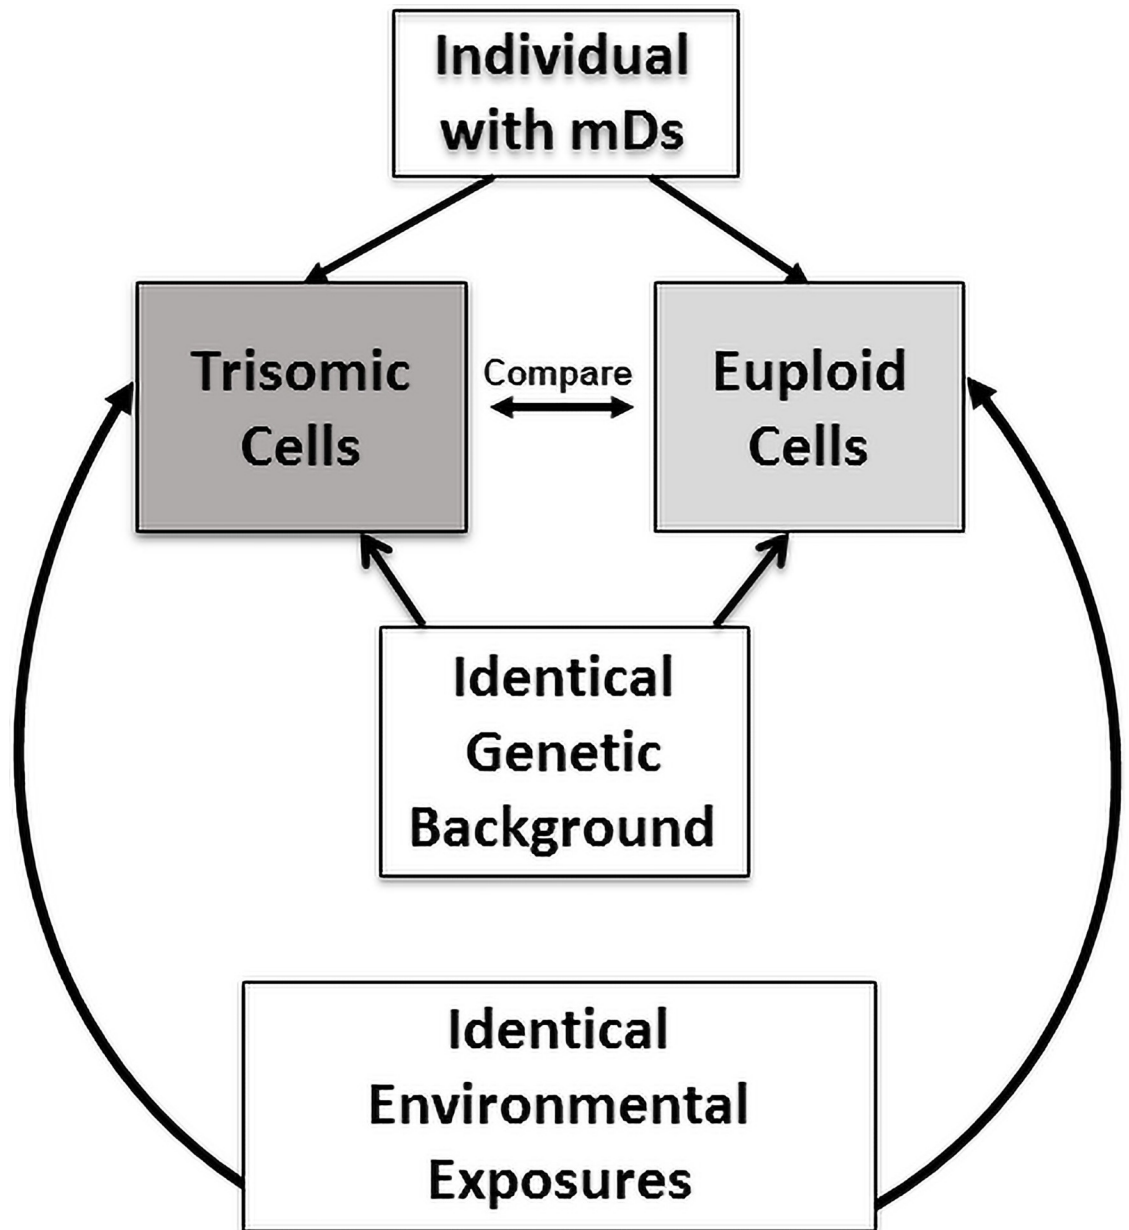 Individual
with mDs
Trisomic
Cells
Compare
Euploid
Cells
Identical
Genetic
Background
Identical
Environmental
Exposures